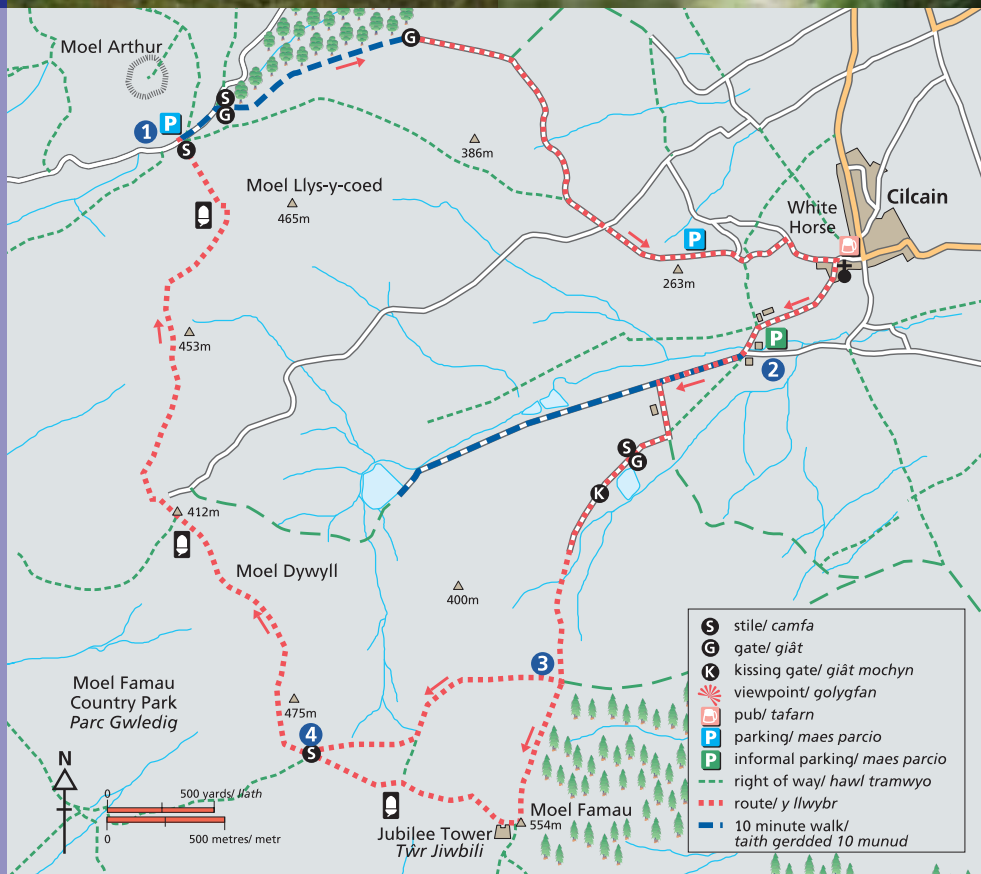 Moel Arthur
G
S
G
1
P
S
386m
Moel Llys-y-coed
465m
Cilcain
White
Horse
P
263m
453m
P
2
S
G
K
412m
Moel Dywyll
400m
3
Moel Famau
Country Park
Parc Gwledig
475m
4
S
N
0
500 yards/ llath
0
500 metres/ metr
Moel Famau
554m
Jubilee Tower
Twr Jiwbili
S stile/ camfa
G gate/ giât
K kissing gate/ giât mochyn
viewpoint/ golygfan
pub/ tafarn
P parking/ maes parcio
P informal parking/ maes parcio
right of way/ hawl tramwyo
route/ y llwybr
10 minute walk/
taith gerdded 10 munud